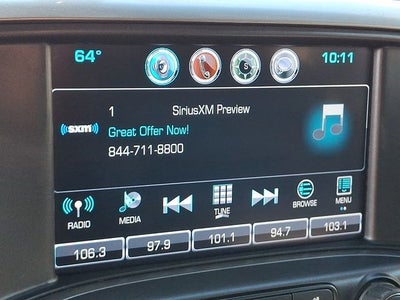 64° 10:11
S
1 SiriusXM Preview
((SXM))
Great Offer Now!
844-711-8800
RADIO MEDIA TUNE BROWSE MENU
106.3 97.9 101.1 94.7 103.1